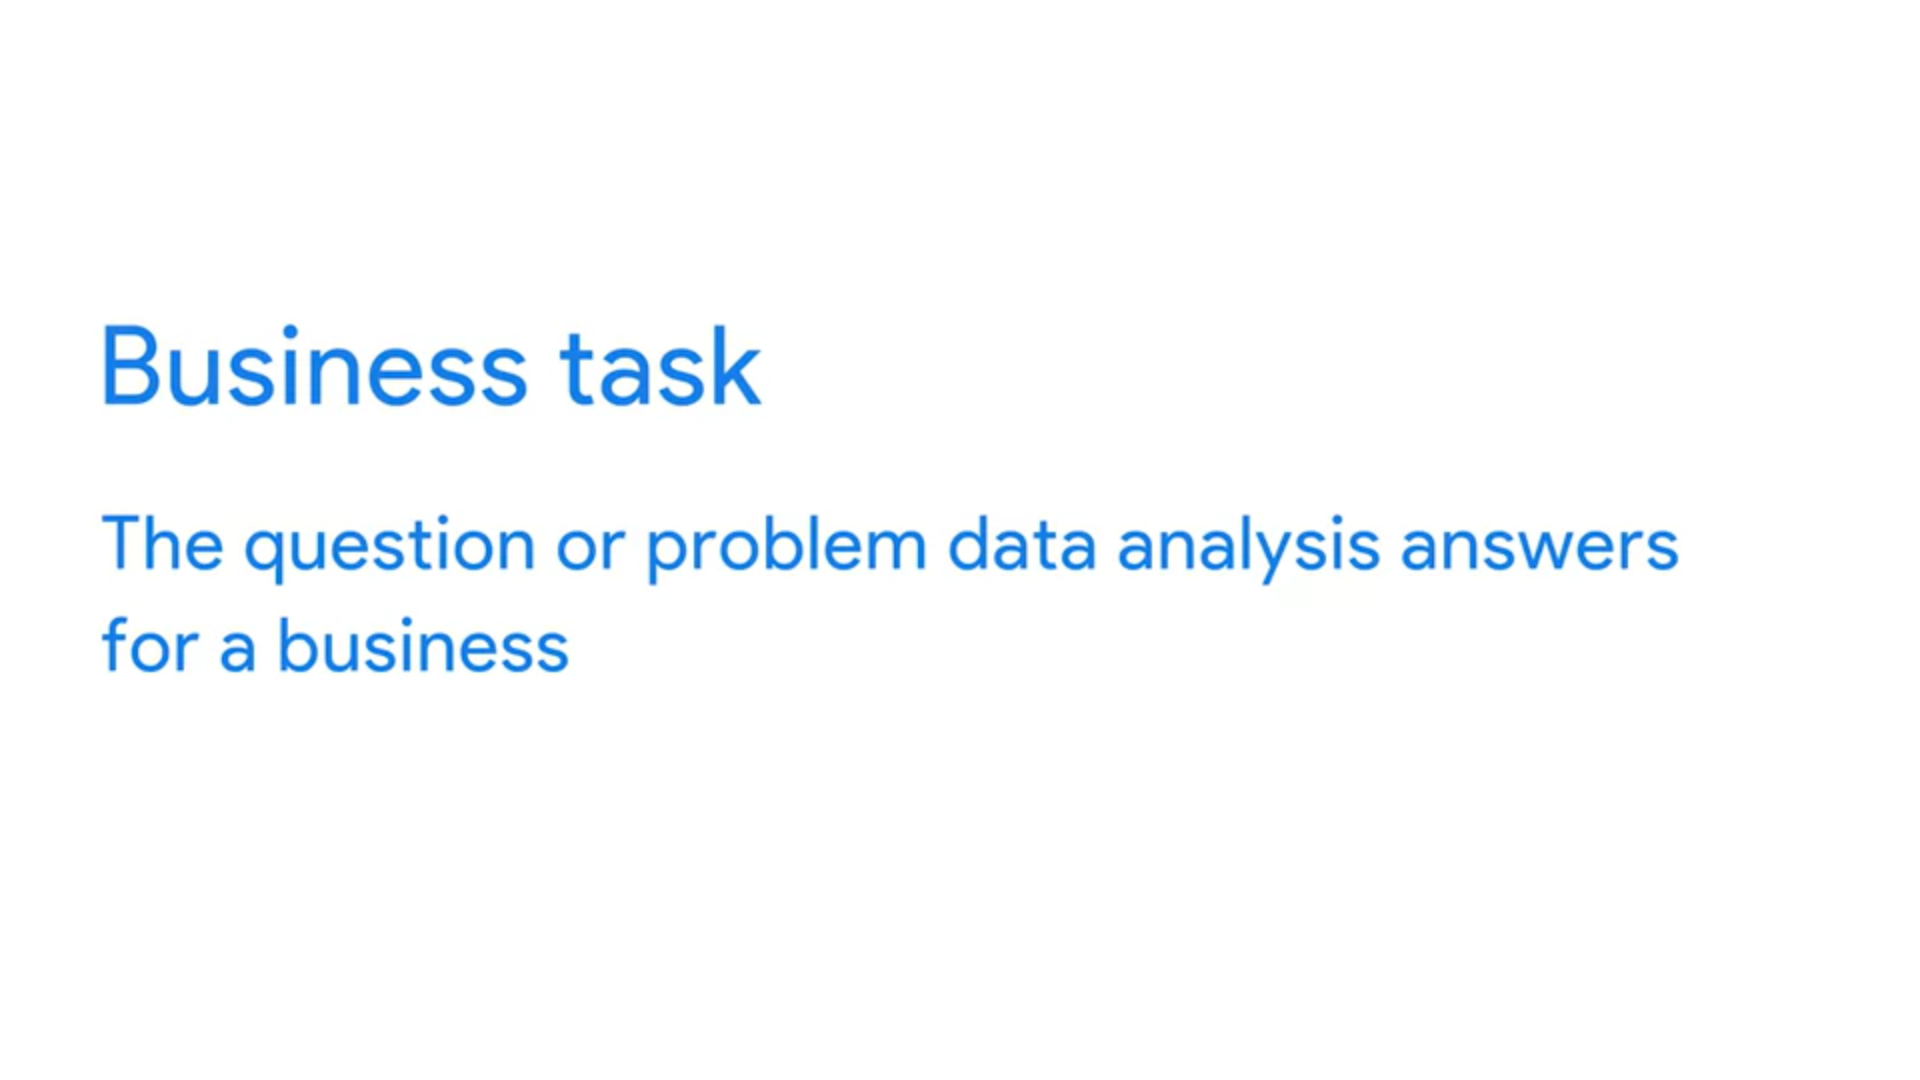 Business task
The question or problem data analysis answers
for a business